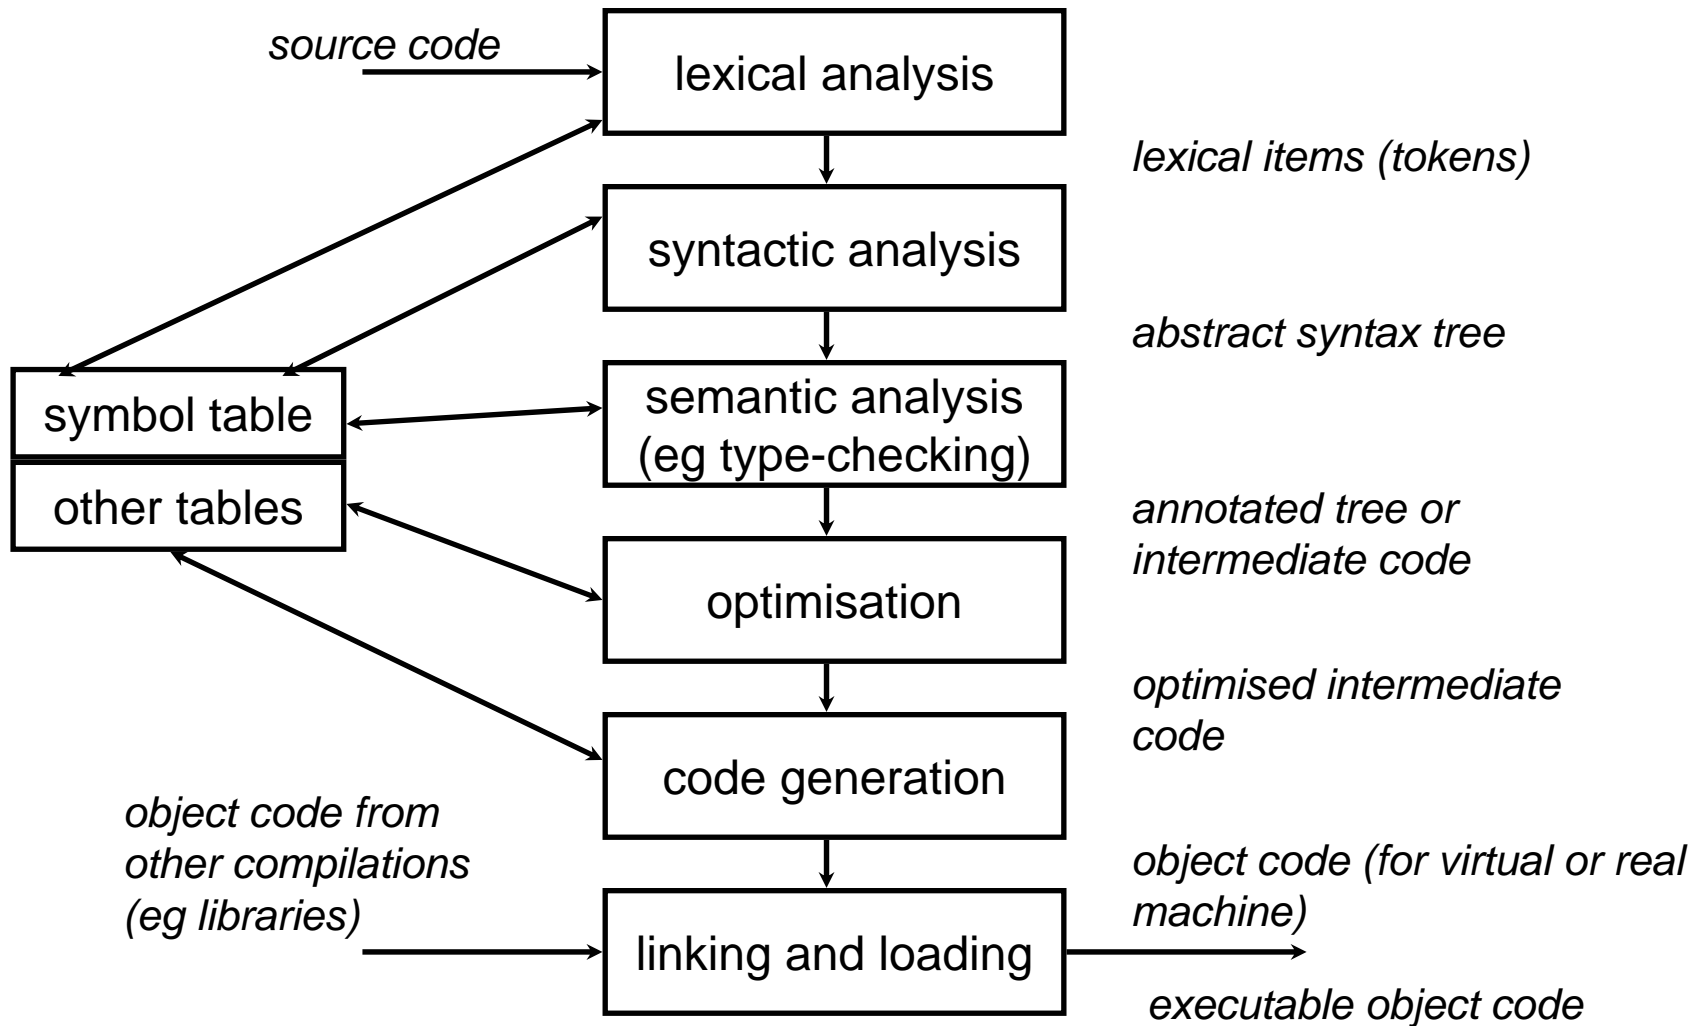 source code
lexical analysis
lexical items (tokens)
syntactic analysis
abstract syntax tree
symbol table
other tables
semantic analysis
(eg type-checking)
annotated tree or
intermediate code
optimisation
optimised intermediate
code
code generation
object code from
other compilations
(eg libraries)
object code (for virtual or real
machine)
linking and loading
executable object code